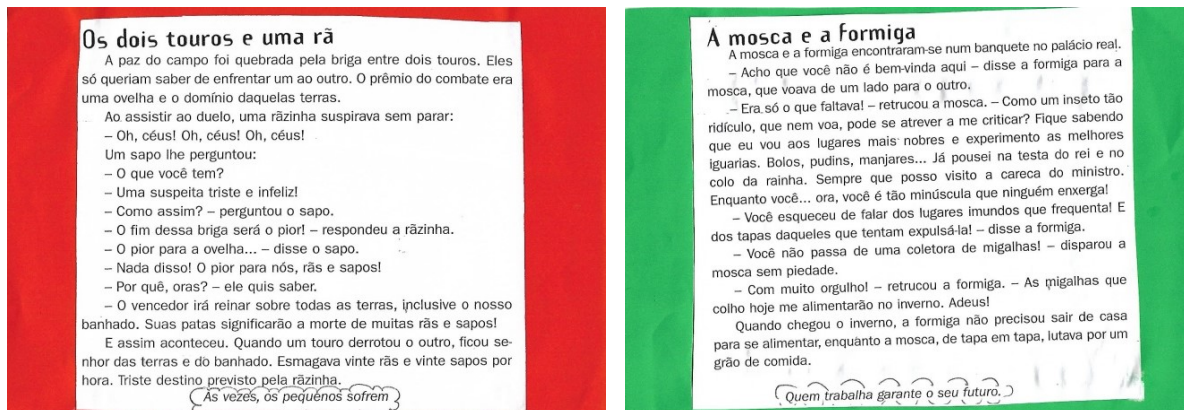 Os dois touros e uma rã
A paz do campo foi quebrada pela briga entre dois touros. Eles
só queriam saber de enfrentar um ao outro. O prêmio do combate era
uma ovelha e o domínio daquelas terras.
Ao assistir ao duelo, uma rãzinha suspirava sem parar:
– Oh, céus! Oh, céus! Oh, céus!
Um sapo lhe perguntou:
– O que você tem?
– Uma suspeita triste e infeliz!
– Como assim? – perguntou o sapo.
– O fim dessa briga será o pior! – respondeu a rãzinha.
– O pior para a ovelha... – disse o sapo.
– Nada disso! O pior para nós, rãs e sapos!
– Por quê, oras? – ele quis saber.
– O vencedor irá reinar sobre todas as terras, inclusive o nosso
banhado. Suas patas significarão a morte de muitas rãs e sapos!
E assim aconteceu. Quando um touro derrotou o outro, ficou se-
nhor das terras e do banhado. Esmagava vinte rãs e vinte sapos por
hora. Triste destino previsto pela rãzinha.
Às vezes, os pequenos sofrem
A mosca e a formiga
A mosca e a formiga encontraram-se num banquete no palácio real.
– Acho que você não é bem-vinda aqui – disse a formiga para a
mosca, que voava de um lado para o outro.
– Era só o que faltava! – retrucou a mosca. – Como um inseto tão
ridículo, que nem voa, pode se atrever a me criticar? Fique sabendo
que eu vou aos lugares mais nobres e experimento as melhores
iguarias. Bolos, pudins, manjares... Já pousei na testa do rei e no
colo da rainha. Sempre que posso visito a careca do ministro.
Enquanto você... ora, você é tão minúscula que ninguém enxerga!
– Você esqueceu de falar dos lugares imundos que frequenta! E
dos tapas daqueles que tentam expulsá-la! – disse a formiga.
– Você não passa de uma coletora de migalhas! – disparou a
mosca sem piedade.
– Com muito orgulho! – retrucou a formiga. – As migalhas que
colho hoje me alimentarão no inverno. Adeus!
Quando chegou o inverno, a formiga não precisou sair de casa
para se alimentar, enquanto a mosca, de tapa em tapa, lutava por um
grão de comida.
Quem trabalha garante o seu futuro.